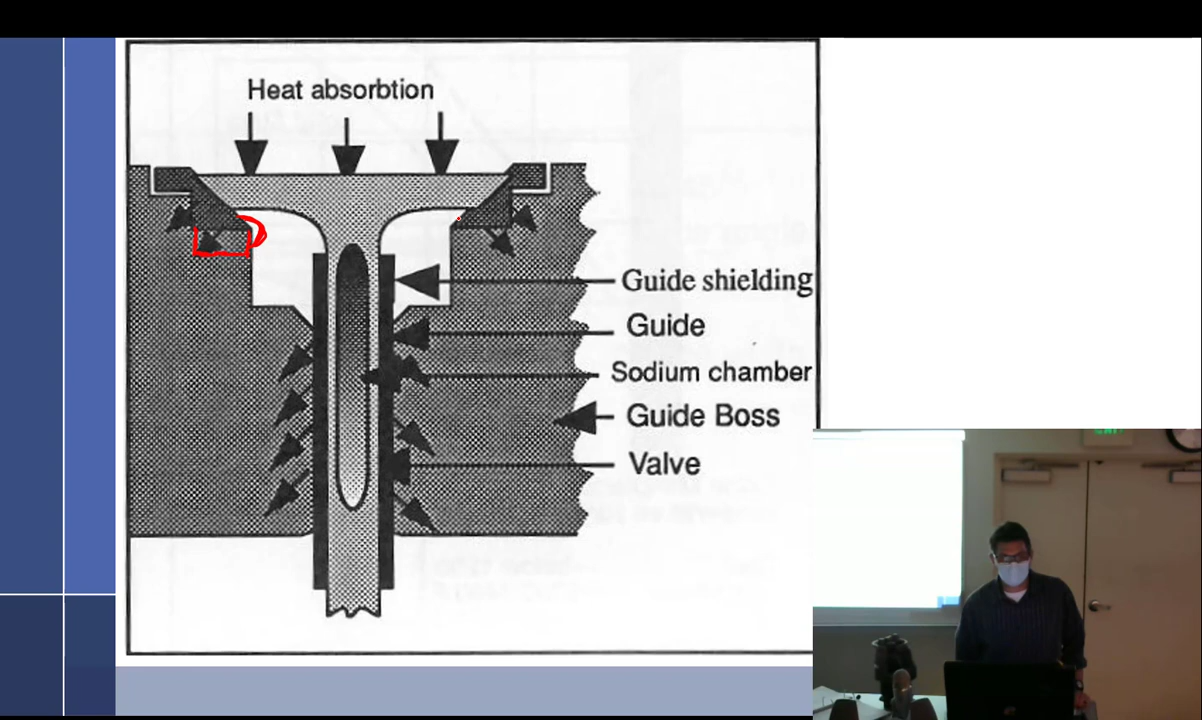 Heat absorbtion
Guide shielding
Guide
Sodium chamber
Guide Boss
Valve